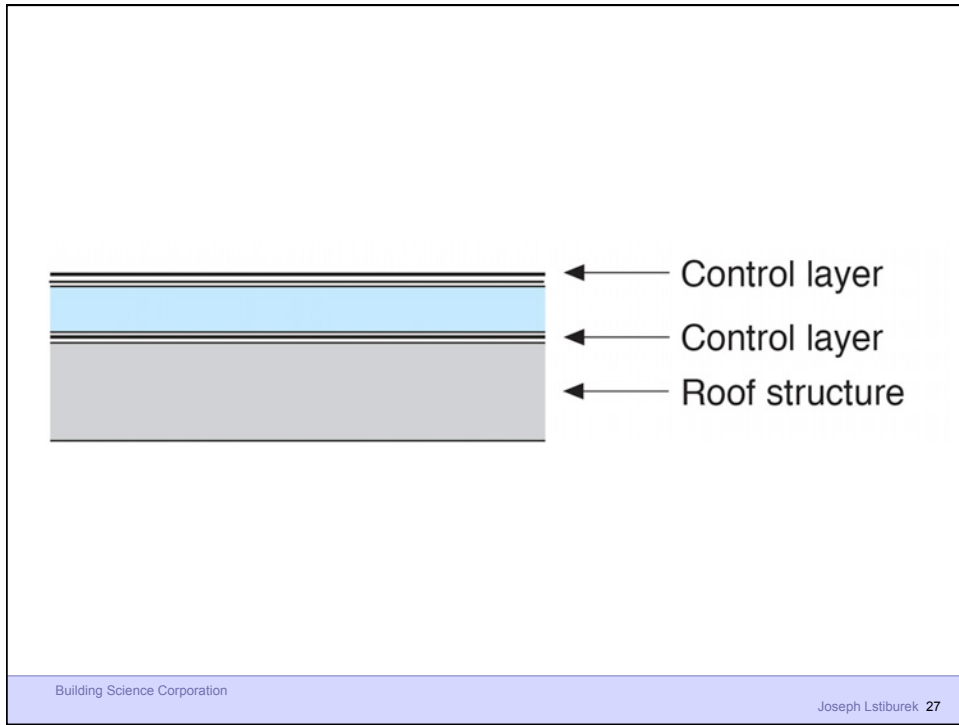 Control layer
Control layer
Roof structure
Building Science Corporation
Joseph Lstiburek 27